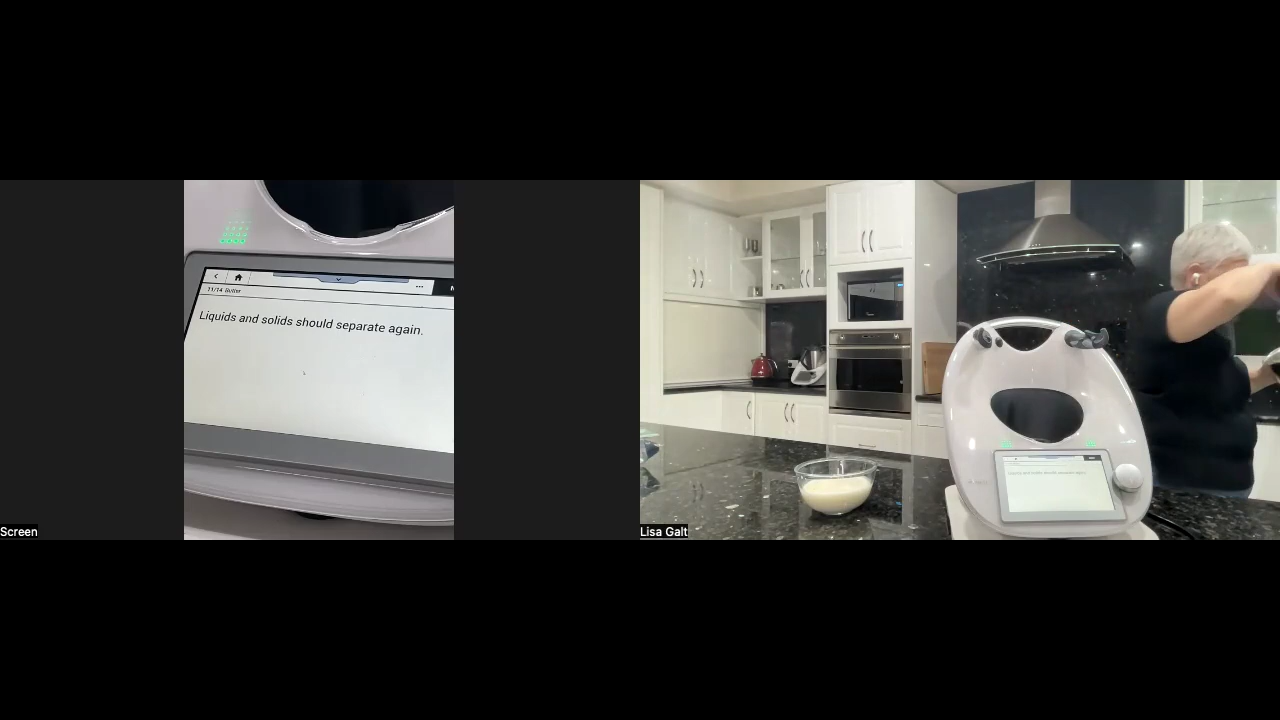 11/14 Butter
Liquids and solids should separate again.
Screen
Lisa Galt